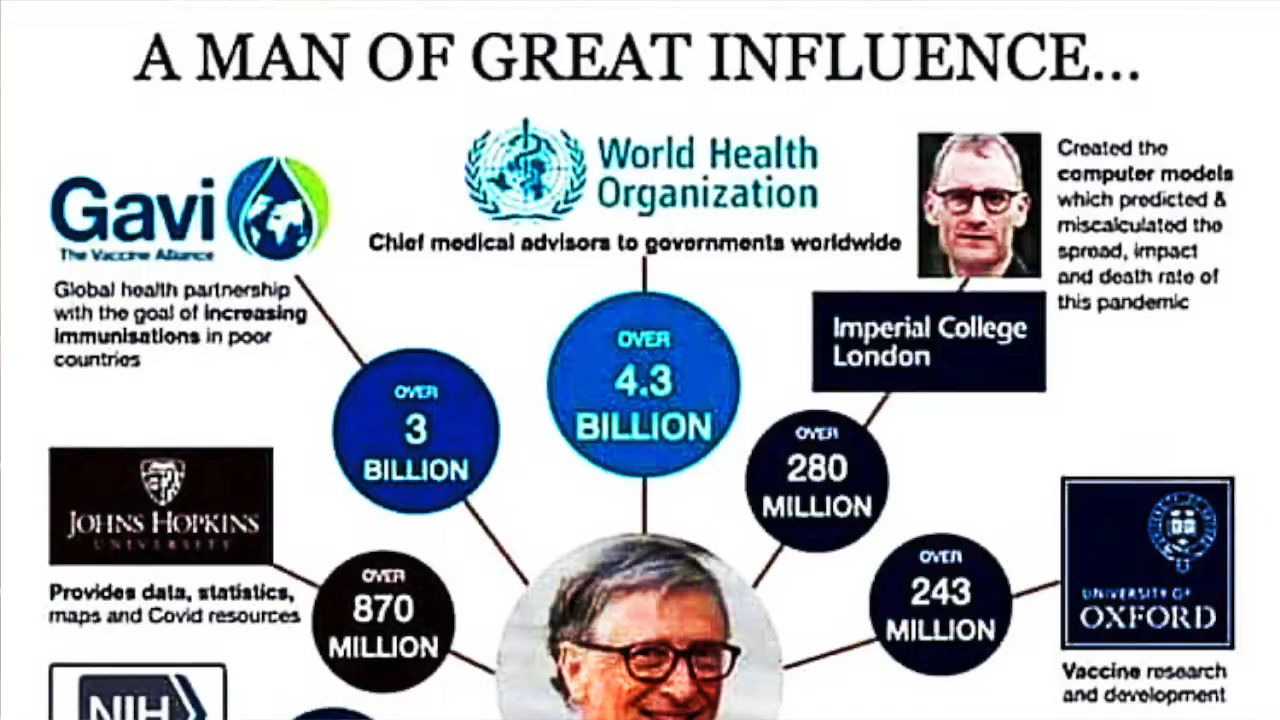 A MAN OF GREAT INFLUENCE...
Gavi
The Vaccine Alliance
Global health partnership
with the goal of increasing
immunisations in poor
countries
World Health
Organization
Chief medical advisors to governments worldwide
Created the
computer models
which predicted &
miscalculated the
spread, impact
and death rate of
this pandemic
Imperial College
London
OVER
3
BILLION
OVER
4.3
BILLION
OVER
280
MILLION
JOHNS HOPKINS
UNIVERSITY
Provides data, statistics,
maps and Covid resources
OVER
870
MILLION
OVER
243
MILLION
UNIVERSITY OF
OXFORD
Vaccine research
and development
NIH